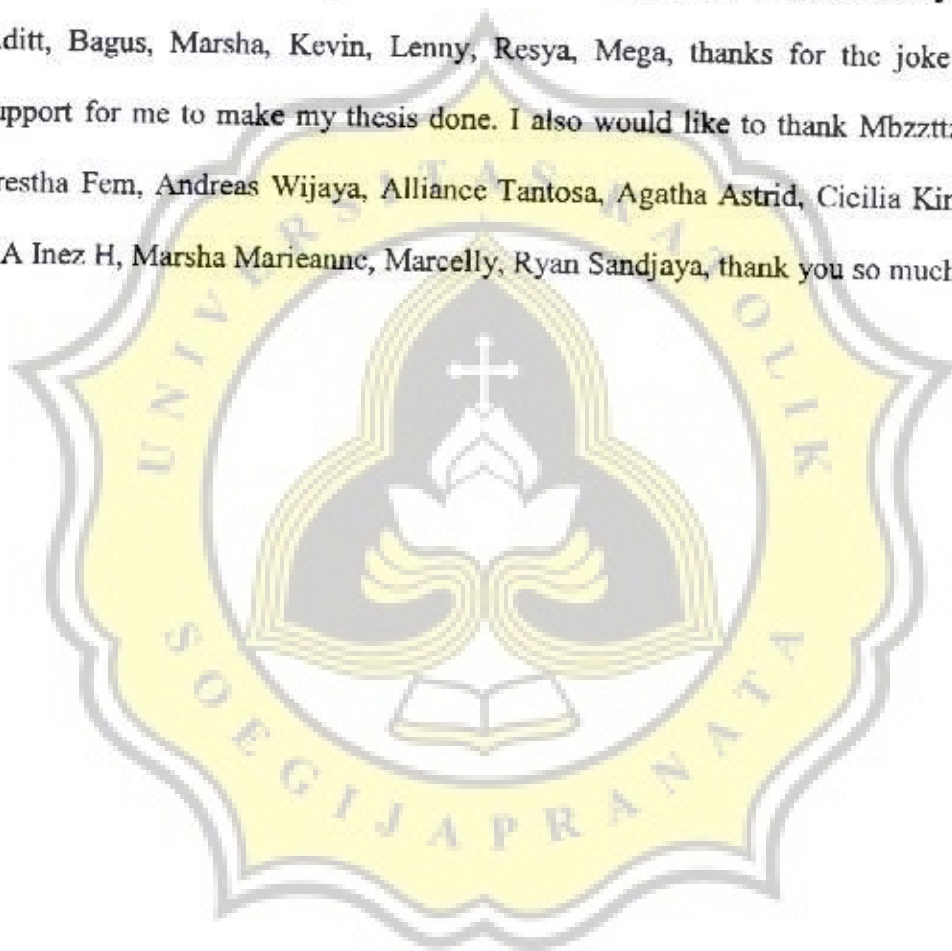 ditt, Bagus, Marsha, Kevin, Lenny, Resya, Mega, thanks for the joke
upport for me to make my thesis done. I also would like to thank Mbzztt
restha Fem, Andreas Wijaya, Alliance Tantosa, Agatha Astrid, Cicilia Kir
A Inez H, Marsha Marieanne, Marcelly, Ryan Sandjaya, thank you so much
UNIVERSITAS KATOLIK
SOEGIJAPRANATA